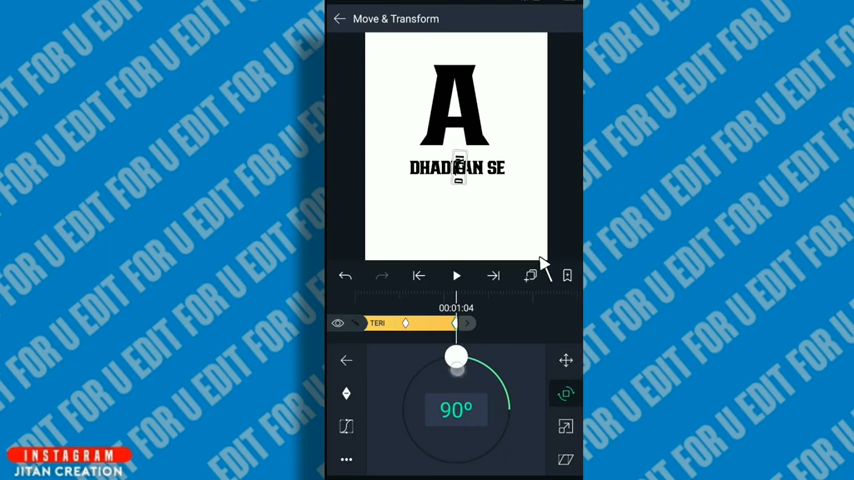 Move & Transform
A
DHADKAN SE
00:01:04
TERI
90°
EDIT FOR U EDIT FOR U EDIT FOR U
INSTAGRAM
JITAN CREATION